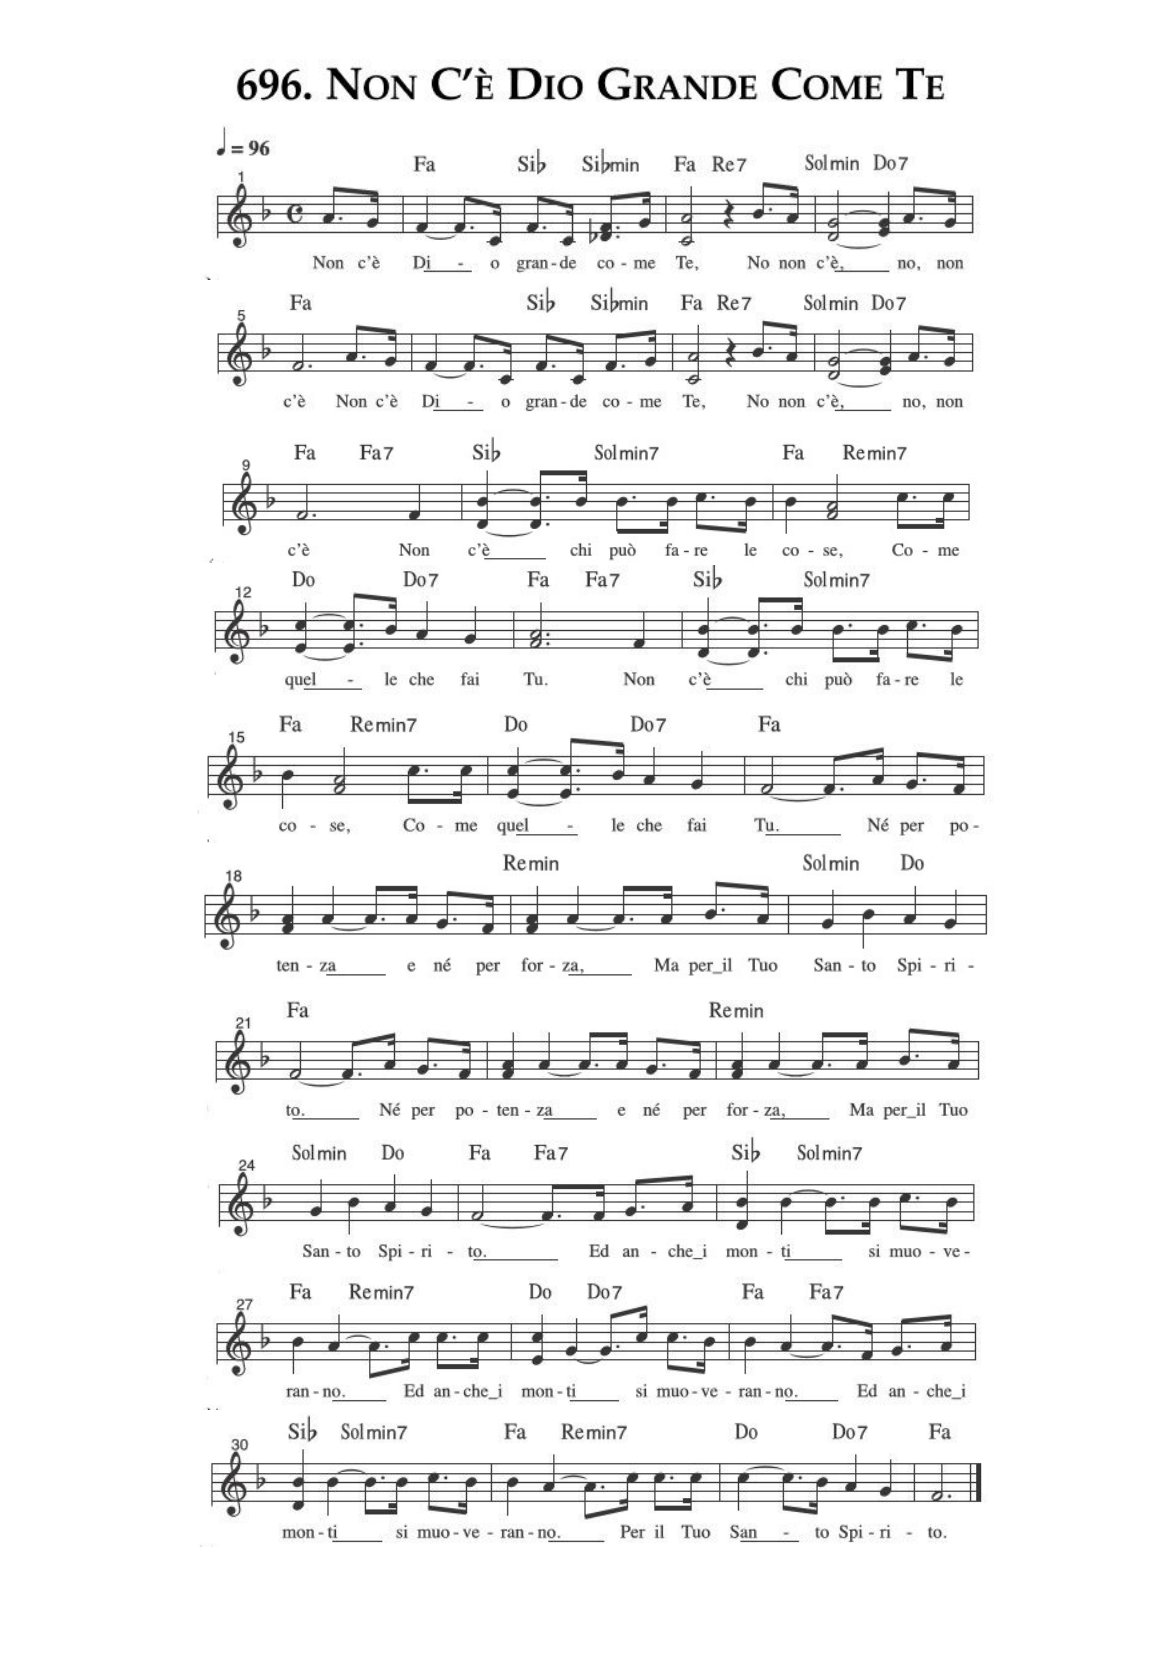 696. NON C'È DIO GRANDE COME TE
♩ = 96
Fa Si♭ Si♭min Fa Re7 Solmin Do7
1
Non c'è Di - o gran - de co - me Te, No non c'è, no, non
Fa Si♭ Si♭min Fa Re7 Solmin Do7
5
c'è Non c'è Di - o gran - de co - me Te, No non c'è, no, non
Fa Fa7 Si♭ Solmin7 Fa Remin7
9
c'è Non c'è chi può fa - re le co - se, Co - me
Do Do7 Fa Fa7 Si♭ Solmin7
12
quel - le che fai Tu. Non c'è chi può fa - re le
Fa Remin7 Do Do7 Fa
15
co - se, Co - me quel - le che fai Tu. Né per po -
Remin Solmin Do
18
ten - za e né per for - za, Ma per_il Tuo San - to Spi - ri -
Fa Remin
21
to. Né per po - ten - za e né per for - za, Ma per_il Tuo
Solmin Do Fa Fa7 Si♭ Solmin7
24
San - to Spi - ri - to. Ed an - che_i mon - ti si muo - ve -
Fa Remin7 Do Do7 Fa Fa7
27
ran - no. Ed an - che_i mon - ti si muo - ve - ran - no. Ed an - che_i
Si♭ Solmin7 Fa Remin7 Do Do7 Fa
30
mon - ti si muo - ve - ran - no. Per il Tuo San - to Spi - ri - to.